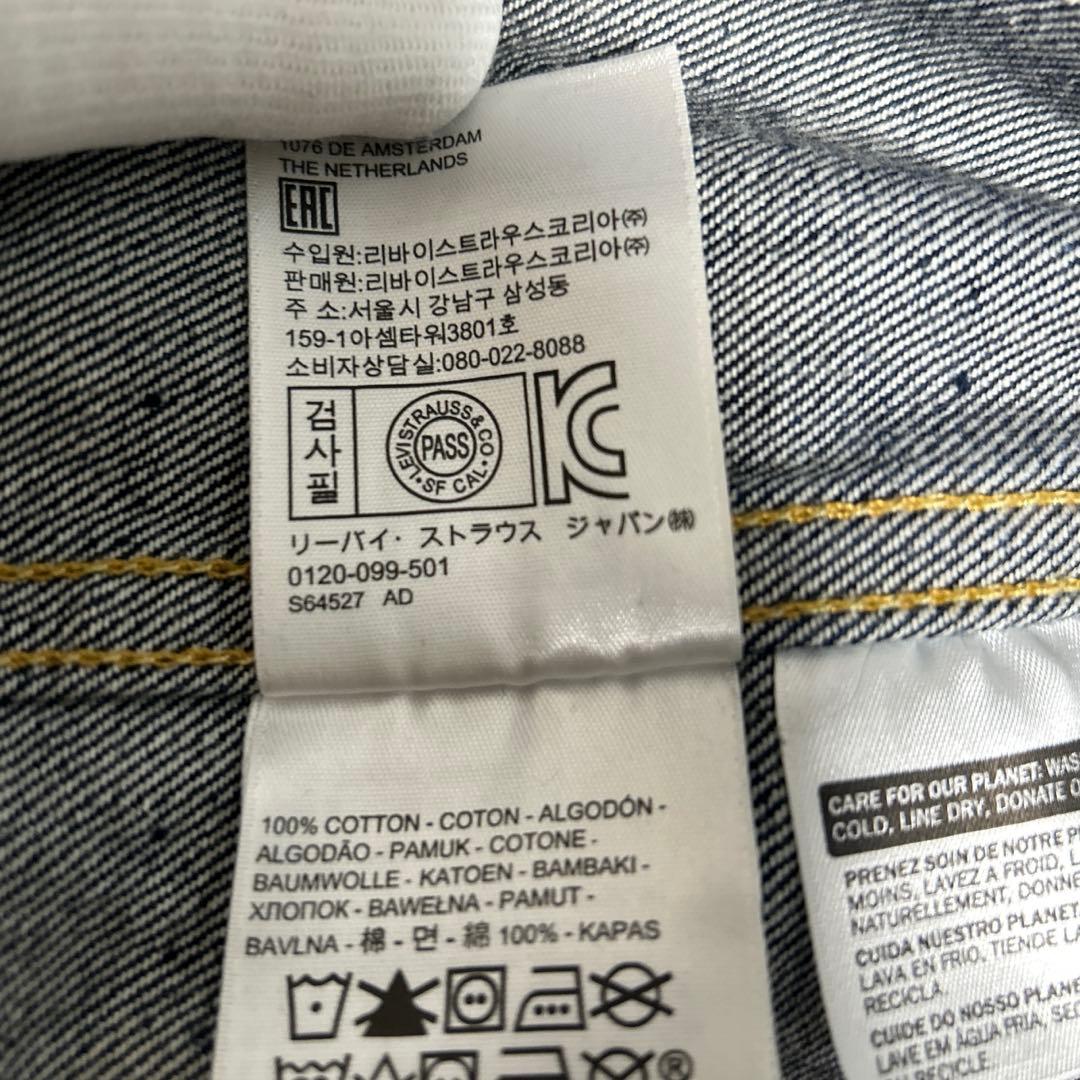 1076 DE AMSTERDAM
THE NETHERLANDS
EAC
수입원:리바이스트라우스코리아㈜
판매원:리바이스트라우스코리아㈜
주 소:서울시 강남구 삼성동
159-1아셈타워3801호
소비자상담실:080-022-8088
검사필
LEVI STRAUSS & CO
PASS
SF CAL
KC
リーバイ・ストラウス ジャパン㈱
0120-099-501
S64527 AD
100% COTTON - COTON - ALGODÓN -
ALGODÃO - PAMUK - COTONE -
BAUMWOLLE - KATOEN - BAMBAKI -
ХЛОПОК - BAWEŁNA - PAMUT -
BAVLNA - 棉 - 면 - 綿 100% - KAPAS
®
CARE FOR OUR PLANET: WAS
COLD, LINE DRY, DONATE O
PRENEZ SOIN DE NOTRE P
MOINS, LAVEZ A FROID, L
NATURELLEMENT, DONNE
CUIDA NUESTRO PLANET
LAVA EN FRIO, TIENDE LA
RECICLA.
CUIDE DO NOSSO PLANE
LAVE EM ÁGUA FRIA, SE
RECICLE.